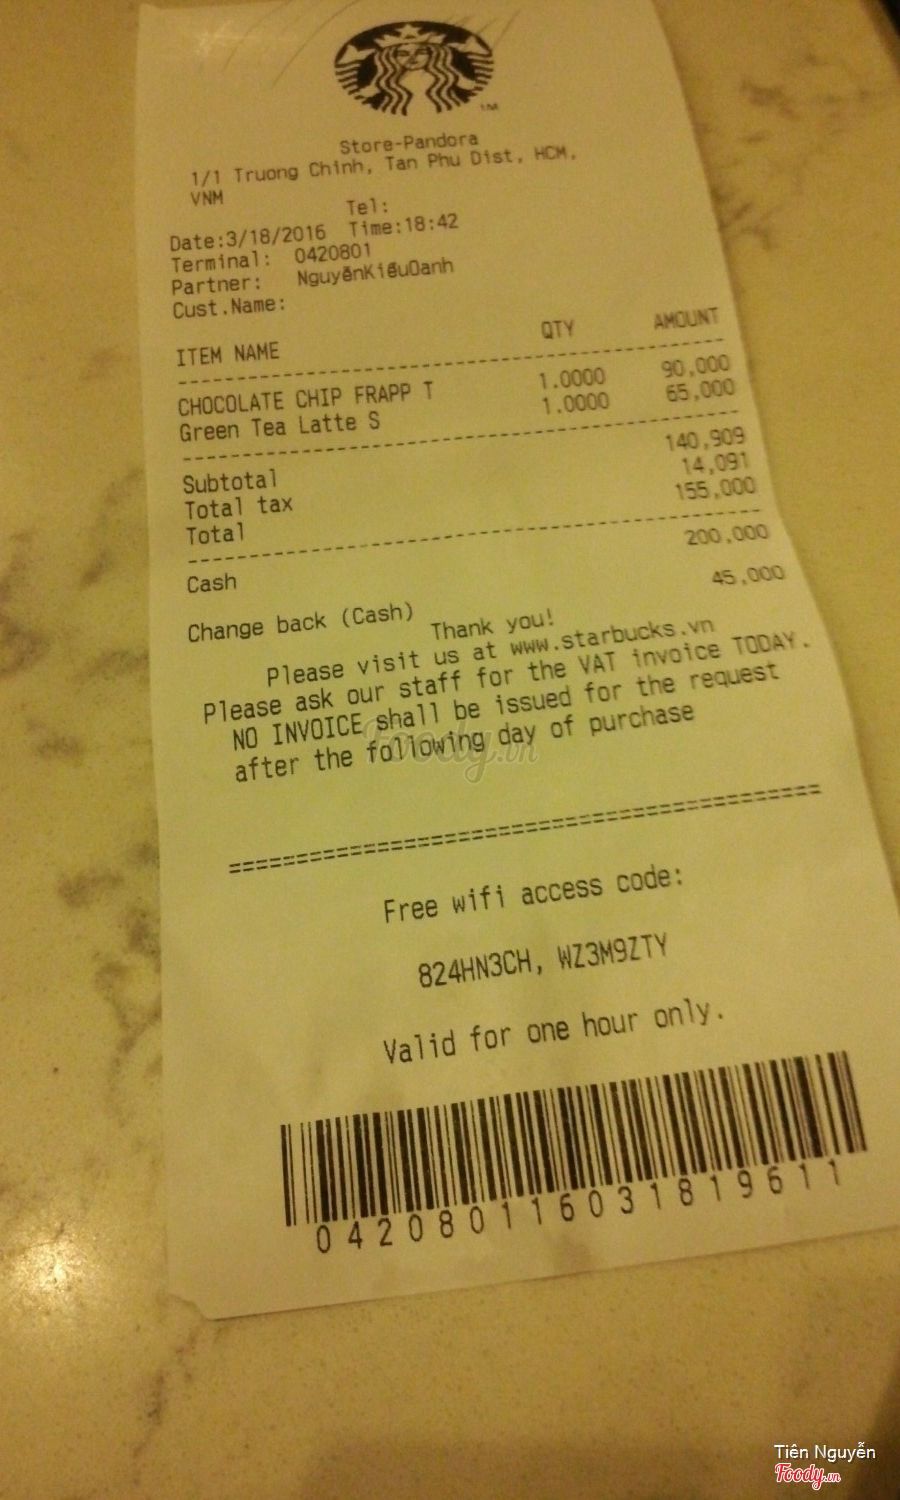 TM
Store-Pandora
1/1 Truong Chinh, Tan Phu Dist, HCM,
VNM
Tel:
Date:3/18/2016 Time:18:42
Terminal: 0420801
Partner: NguyễnKiềuOanh
Cust.Name:
ITEM NAME QTY AMOUNT
CHOCOLATE CHIP FRAPP T 1.0000 90,000
Green Tea Latte S 1.0000 65,000
Subtotal 140,909
Total tax 14,091
Total 155,000
Cash 200,000
Change back (Cash) 45,000
Thank you!
Please visit us at www.starbucks.vn
Please ask our staff for the VAT invoice TODAY.
NO INVOICE shall be issued for the request
after the following day of purchase
Foody.vn
Free wifi access code:
824HN3CH, WZ3M9ZTY
Valid for one hour only.
04208011603181961 1
Tiên Nguyễn
Foody.vn